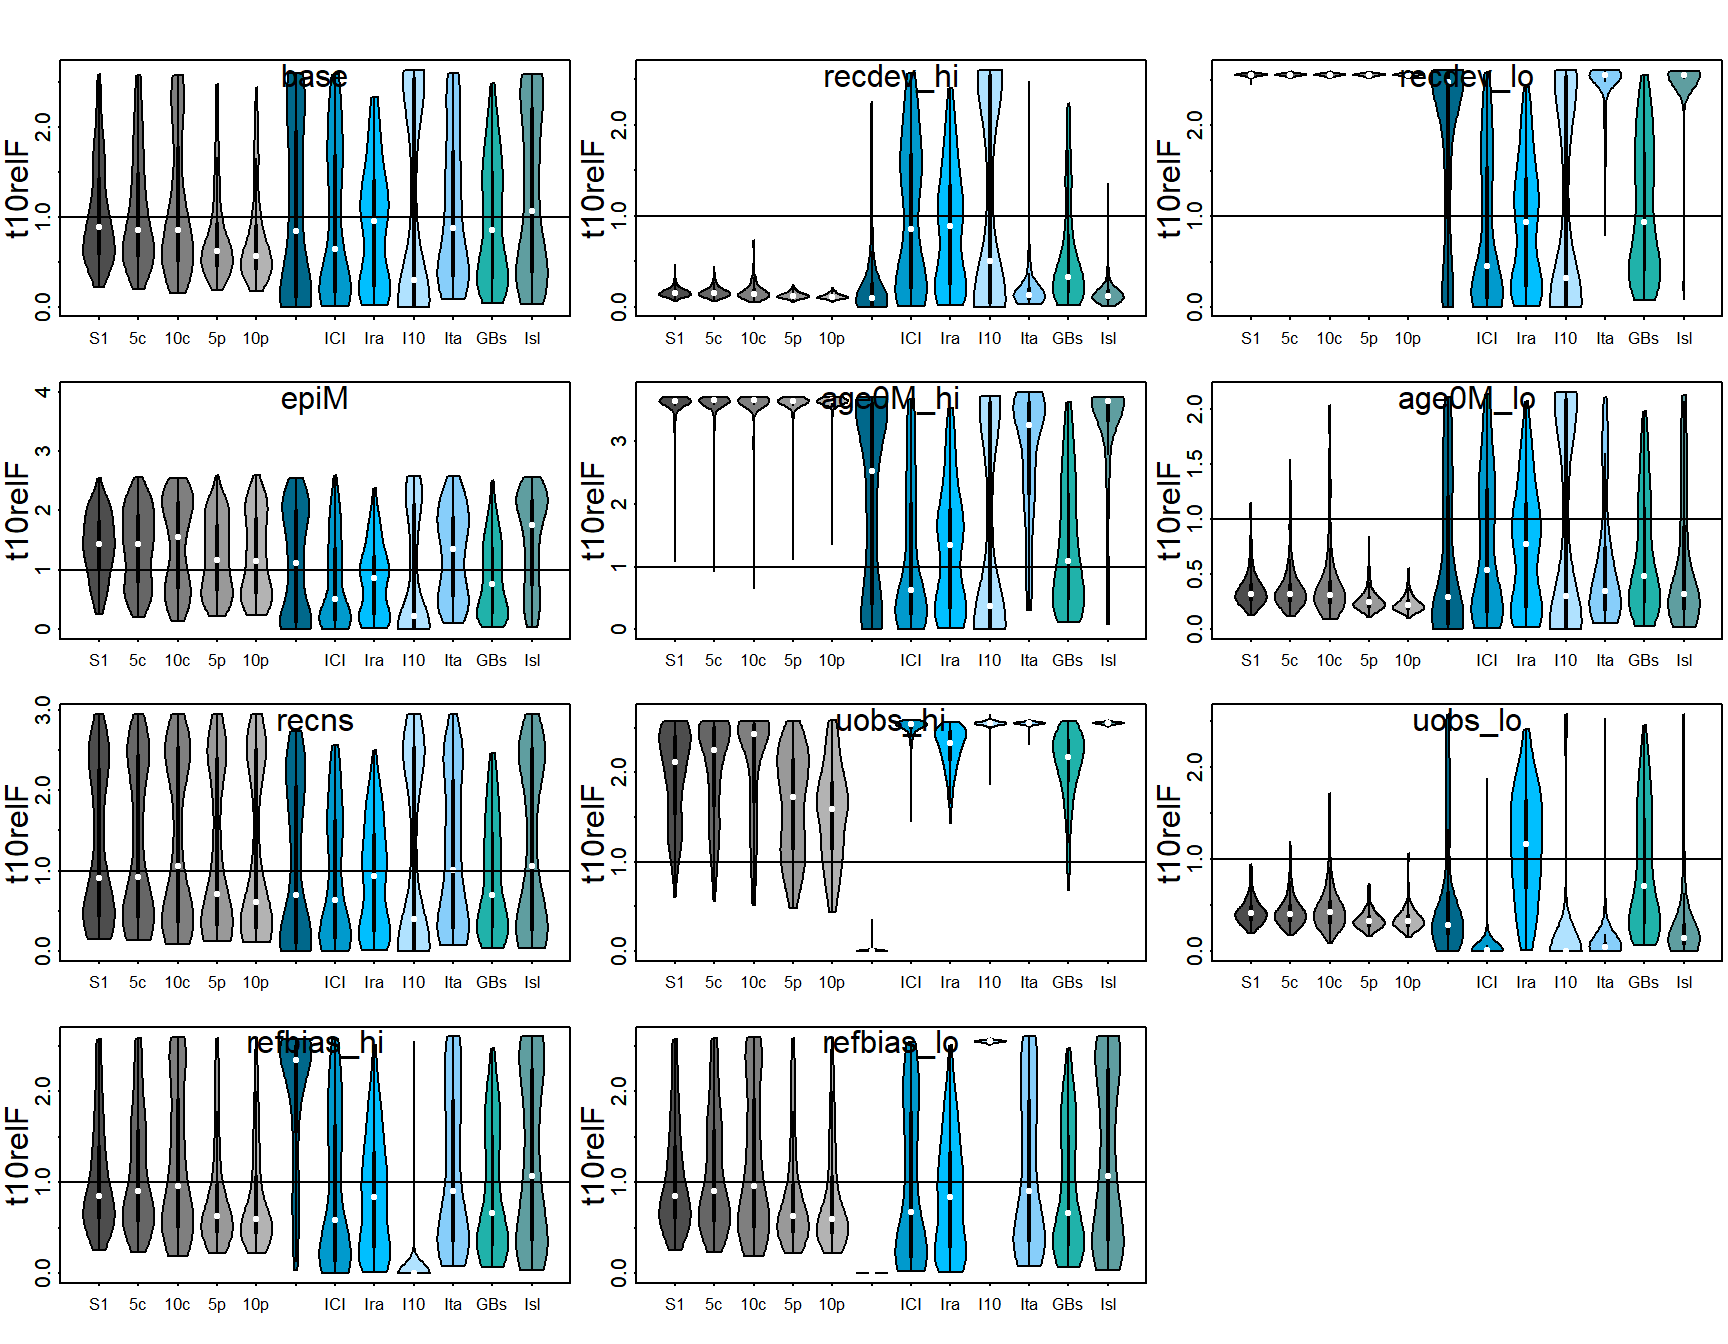 base
t10relF
0.0 1.0 2.0
S1 5c 10c 5p 10p ICI Ira I10 Ita GBs Isl
recdev_hi
t10relF
0.0 1.0 2.0
S1 5c 10c 5p 10p ICI Ira I10 Ita GBs Isl
recdev_lo
t10relF
0.0 1.0 2.0
S1 5c 10c 5p 10p ICI Ira I10 Ita GBs Isl
epiM
t10relF
0 1 2 3 4
S1 5c 10c 5p 10p ICI Ira I10 Ita GBs Isl
age0M_hi
t10relF
0 1 2 3
S1 5c 10c 5p 10p ICI Ira I10 Ita GBs Isl
age0M_lo
t10relF
0.0 0.5 1.0 1.5 2.0
S1 5c 10c 5p 10p ICI Ira I10 Ita GBs Isl
recns
t10relF
0.0 1.0 2.0 3.0
S1 5c 10c 5p 10p ICI Ira I10 Ita GBs Isl
uobs_hi
t10relF
0.0 1.0 2.0
S1 5c 10c 5p 10p ICI Ira I10 Ita GBs Isl
uobs_lo
t10relF
0.0 1.0 2.0
S1 5c 10c 5p 10p ICI Ira I10 Ita GBs Isl
refbias_hi
t10relF
0.0 1.0 2.0
S1 5c 10c 5p 10p ICI Ira I10 Ita GBs Isl
refbias_lo
t10relF
0.0 1.0 2.0
S1 5c 10c 5p 10p ICI Ira I10 Ita GBs Isl